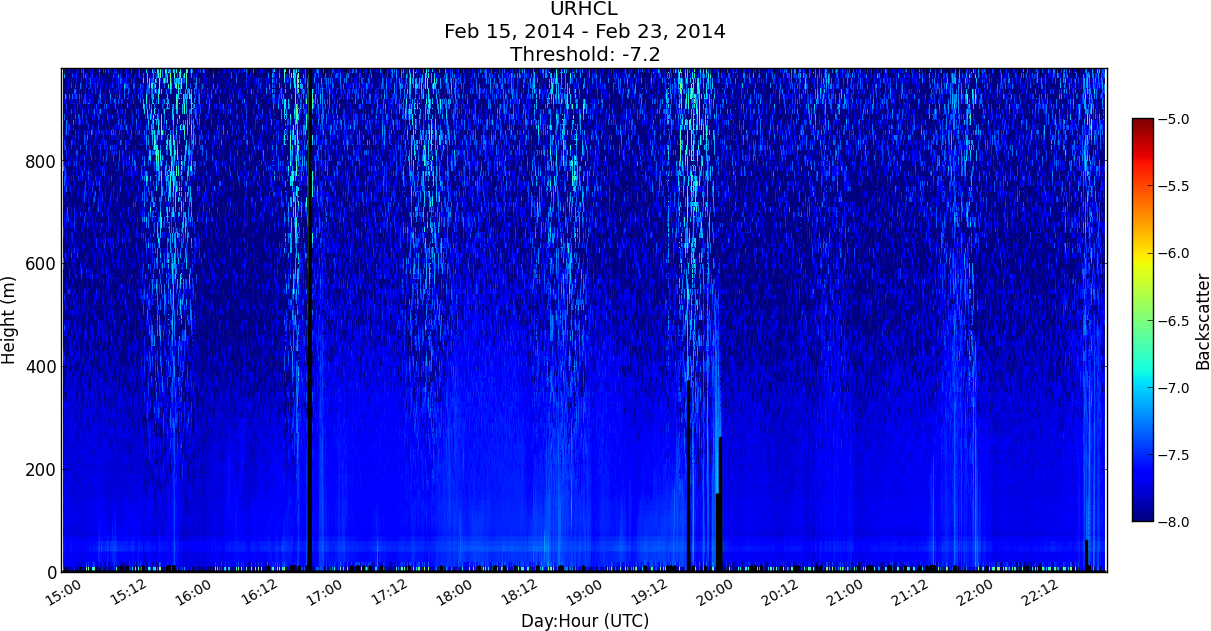 URHCL
Feb 15, 2014 - Feb 23, 2014
Threshold: -7.2
Height (m)
800
600
400
200
0
15:00 15:12 16:00 16:12 17:00 17:12 18:00 18:12 19:00 19:12 20:00 20:12 21:00 21:12 22:00 22:12
Day:Hour (UTC)
−5.0
−5.5
−6.0
−6.5
−7.0
−7.5
−8.0
Backscatter